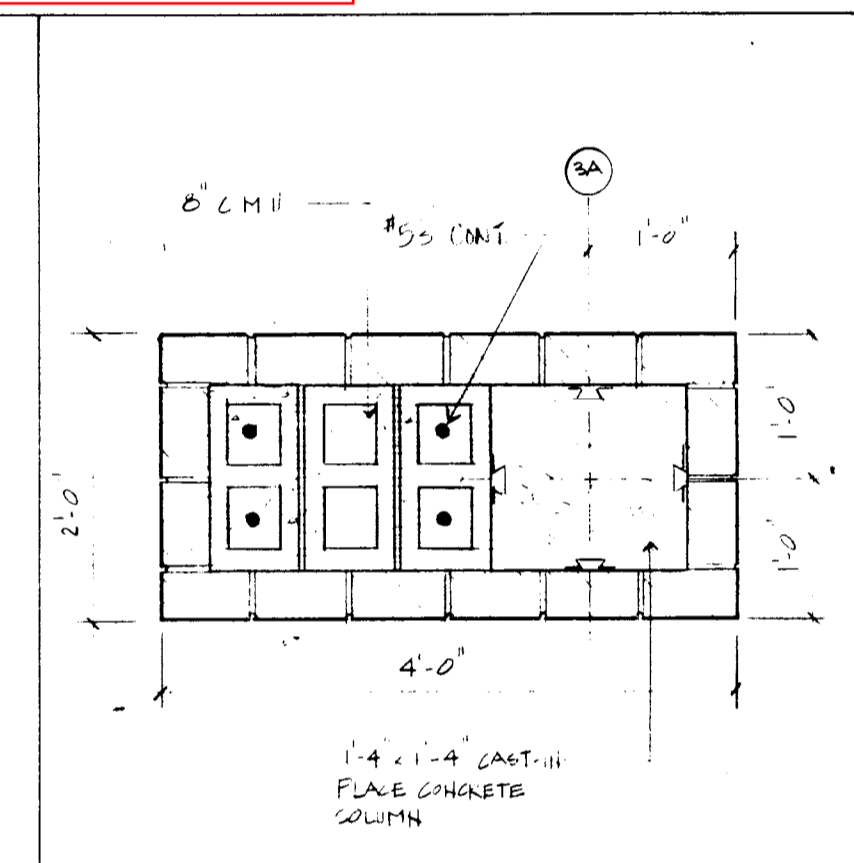 3A
8" CMU
#5s CONT.
1'-0"
1'-0"
2'-0"
1'-0"
4'-0"
1'-4" x 1'-4" CAST-IN-
PLACE CONCRETE
COLUMN